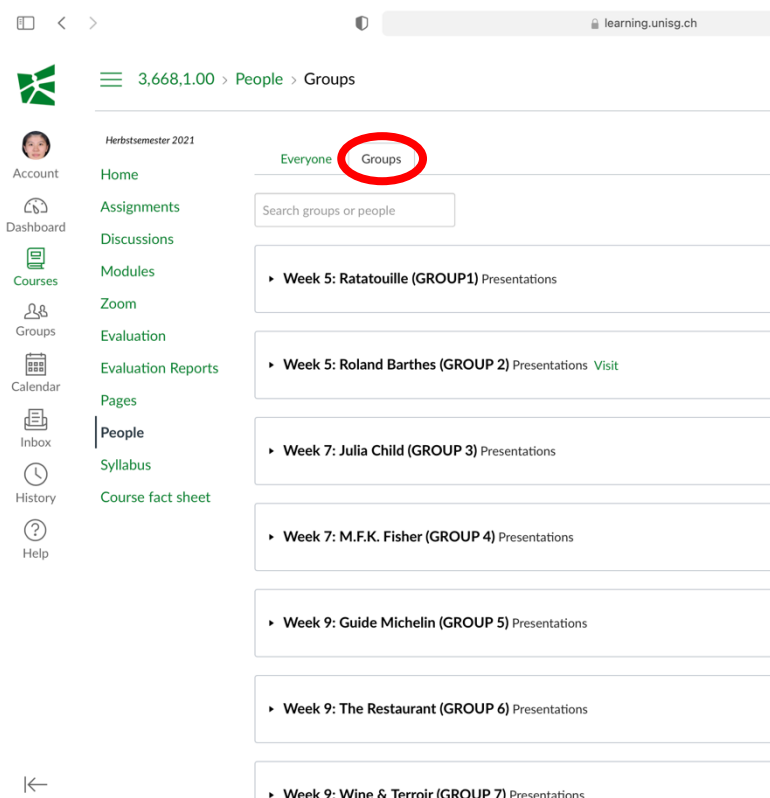 learning.unisg.ch
3,668,1.00 > People > Groups
Herbstsemester 2021
Account
Dashboard
Courses
Groups
Calendar
Inbox
History
Help
Home
Assignments
Discussions
Modules
Zoom
Evaluation
Evaluation Reports
Pages
People
Syllabus
Course fact sheet
Everyone Groups
Search groups or people
Week 5: Ratatouille (GROUP1) Presentations
Week 5: Roland Barthes (GROUP 2) Presentations Visit
Week 7: Julia Child (GROUP 3) Presentations
Week 7: M.F.K. Fisher (GROUP 4) Presentations
Week 9: Guide Michelin (GROUP 5) Presentations
Week 9: The Restaurant (GROUP 6) Presentations
Week 9: Wine & Terroir (GROUP 7) Presentations